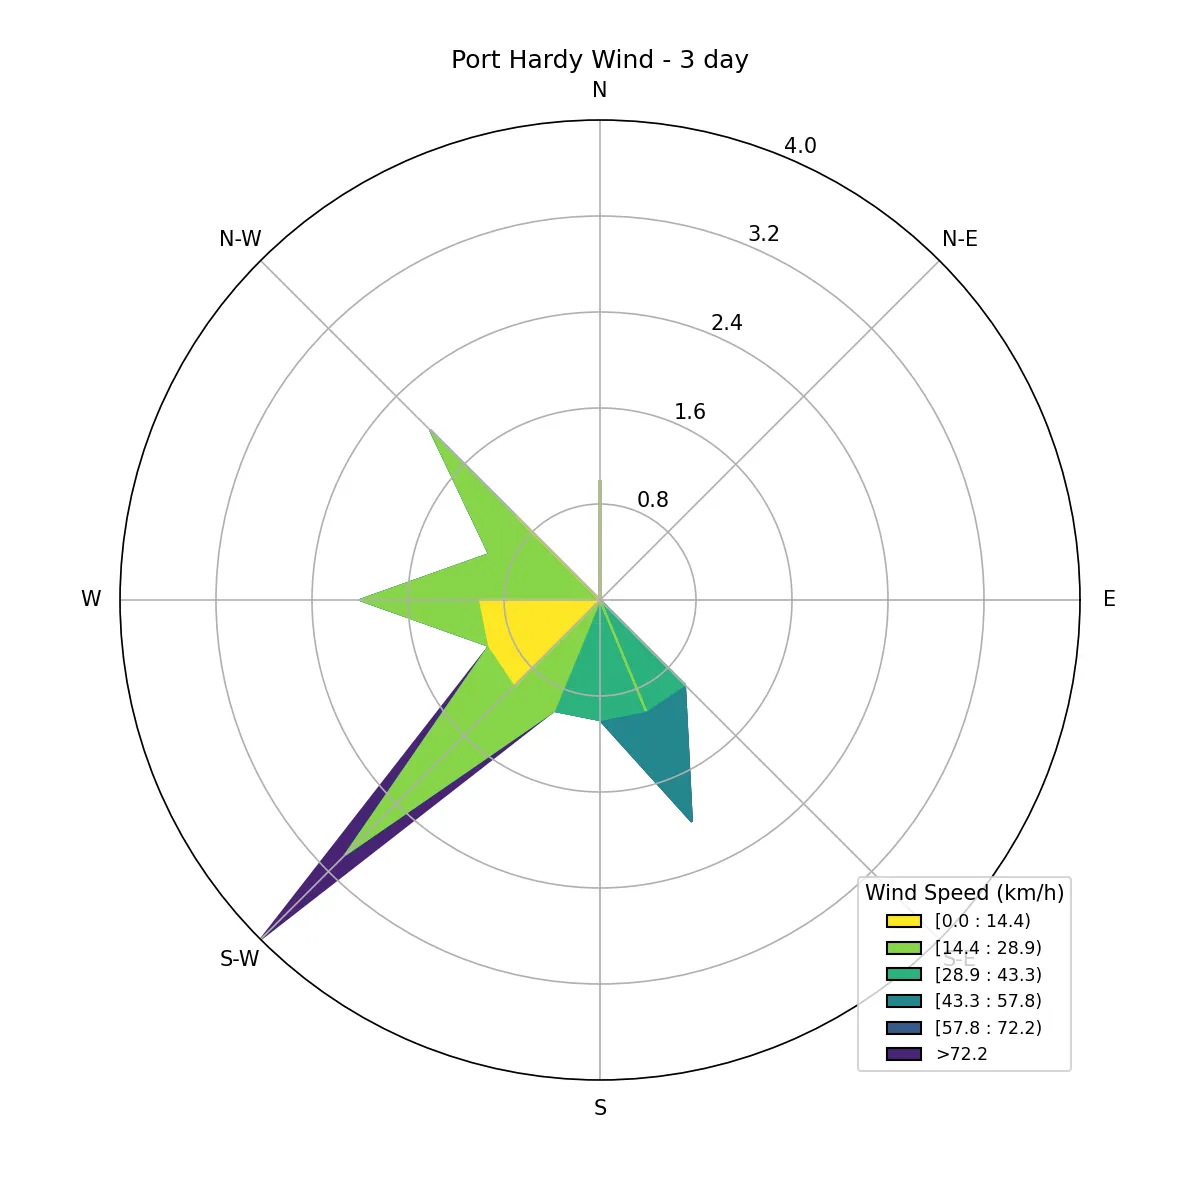 Port Hardy Wind - 3 day
N
4.0
N-W
N-E
3.2
2.4
1.6
0.8
W
E
S-W
S-E
S
Wind Speed (km/h)
[0.0 : 14.4)
[14.4 : 28.9)
[28.9 : 43.3)
[43.3 : 57.8)
[57.8 : 72.2)
>72.2